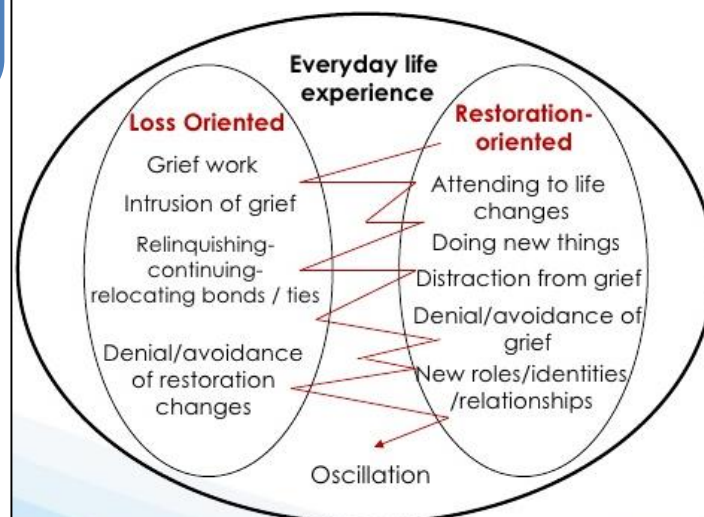 Everyday life
experience
Loss Oriented
Grief work
Intrusion of grief
Relinquishing-
continuing-
relocating bonds / ties
Denial/avoidance
of restoration
changes
Restoration-
oriented
Attending to life
changes
Doing new things
Distraction from grief
Denial/avoidance of
grief
New roles/identities
/relationships
Oscillation